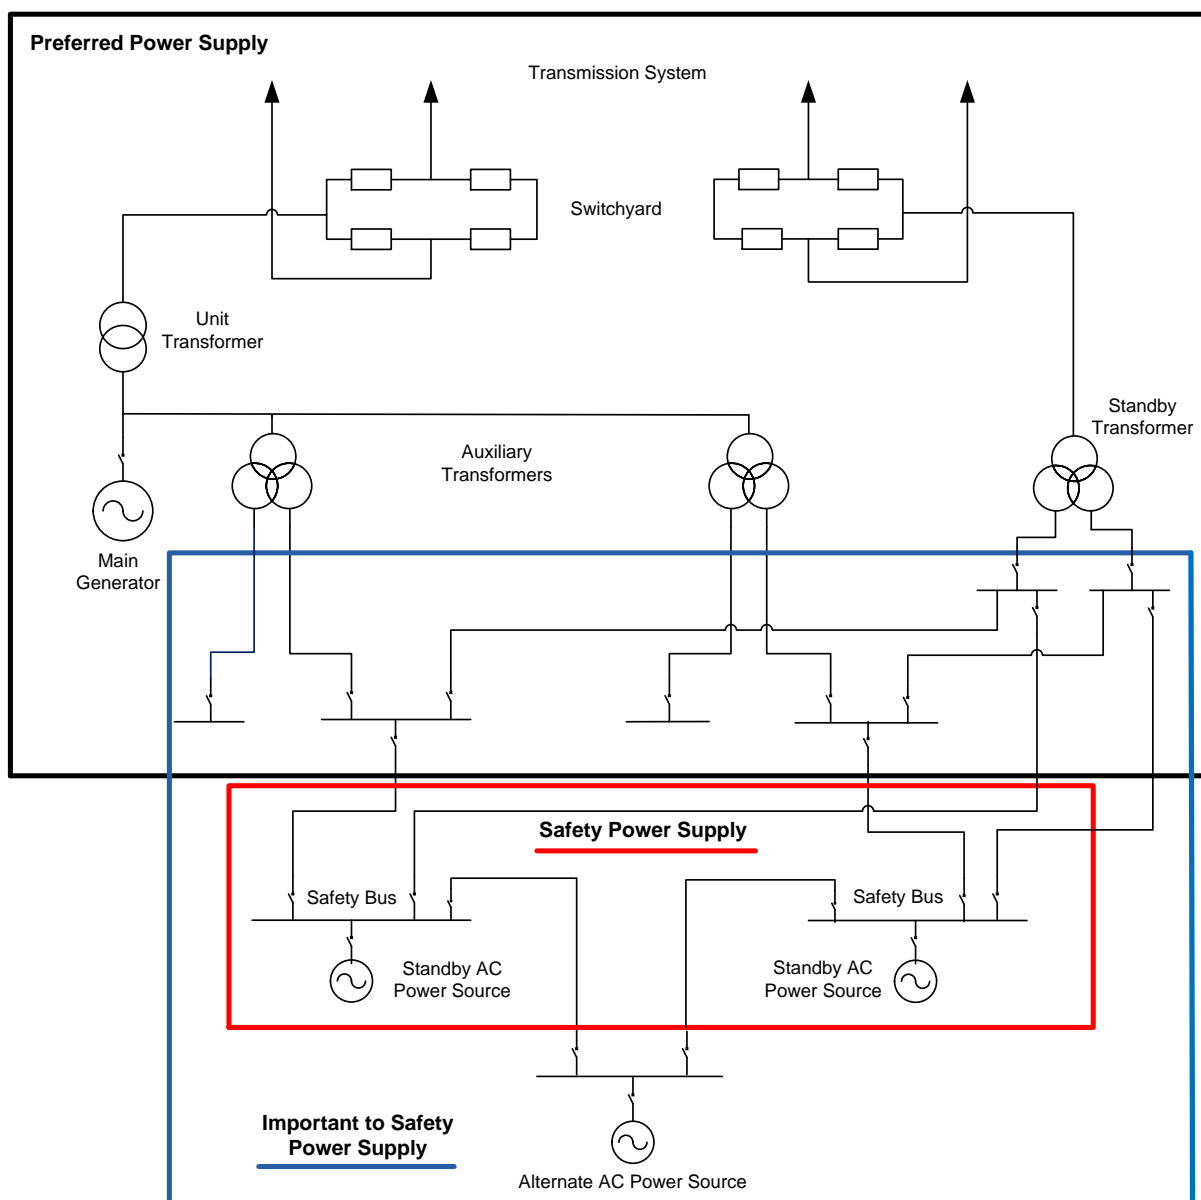 Preferred Power Supply
Transmission System
Switchyard
Unit
Transformer
Standby
Transformer
Auxiliary
Transformers
Main
Generator
Safety Power Supply
Safety Bus
Safety Bus
Standby AC
Power Source
Standby AC
Power Source
Important to Safety
Power Supply
Alternate AC Power Source